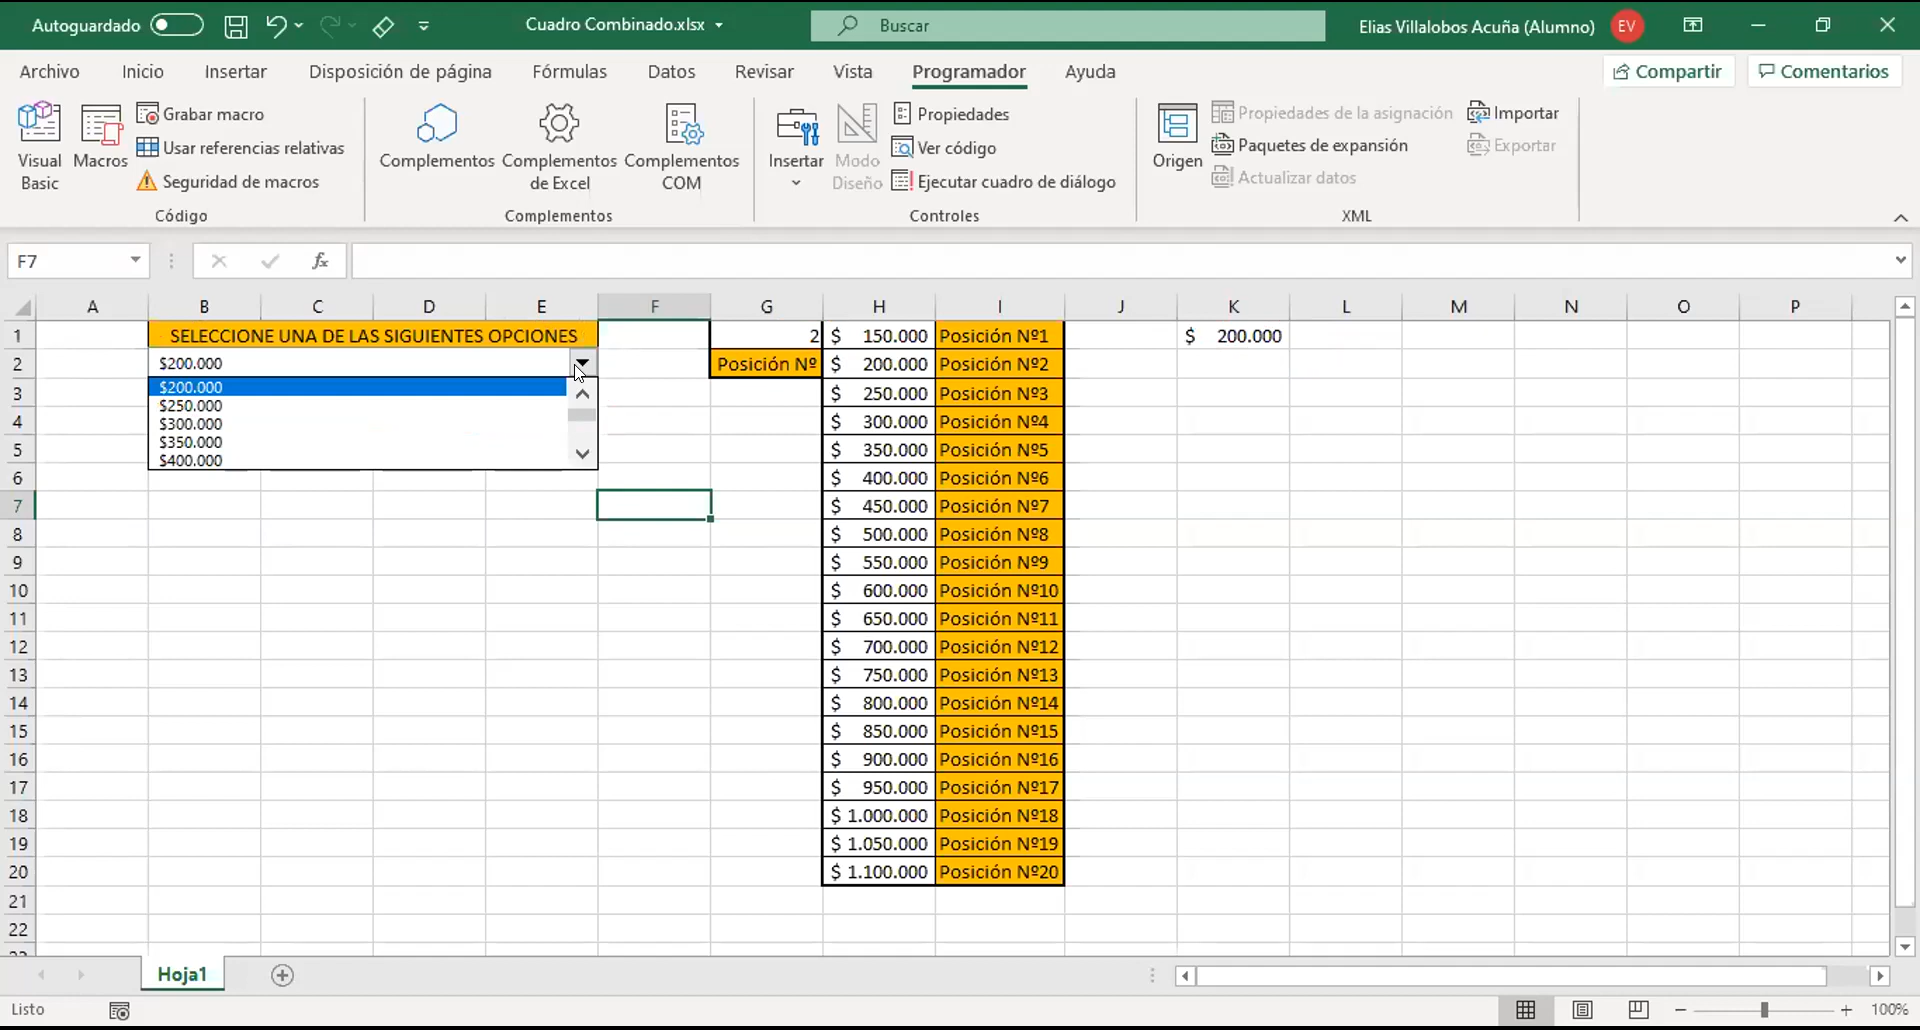 Autoguardado
Cuadro Combinado.xlsx
Buscar
Elias Villalobos Acuña (Alumno)
EV
Archivo Inicio Insertar Disposición de página Fórmulas Datos Revisar Vista Programador Ayuda
Compartir
Comentarios
Visual Basic
Macros
Grabar macro
Usar referencias relativas
Seguridad de macros
Código
Complementos
Complementos de Excel
Complementos COM
Complementos
Insertar
Modo Diseño
Propiedades
Ver código
Ejecutar cuadro de diálogo
Controles
Origen
Propiedades de la asignación
Paquetes de expansión
Actualizar datos
Importar
Exportar
XML
F7
fx
A B C D E F G H I J K L M N O P
1 SELECCIONE UNA DE LAS SIGUIENTES OPCIONES 2 $ 150.000 Posición Nº1 $ 200.000
2 $200.000 Posición Nº $ 200.000 Posición Nº2
$200.000
$250.000
$300.000
$350.000
$400.000
3 $ 250.000 Posición Nº3
4 $ 300.000 Posición Nº4
5 $ 350.000 Posición Nº5
6 $ 400.000 Posición Nº6
7 $ 450.000 Posición Nº7
8 $ 500.000 Posición Nº8
9 $ 550.000 Posición Nº9
10 $ 600.000 Posición Nº10
11 $ 650.000 Posición Nº11
12 $ 700.000 Posición Nº12
13 $ 750.000 Posición Nº13
14 $ 800.000 Posición Nº14
15 $ 850.000 Posición Nº15
16 $ 900.000 Posición Nº16
17 $ 950.000 Posición Nº17
18 $ 1.000.000 Posición Nº18
19 $ 1.050.000 Posición Nº19
20 $ 1.100.000 Posición Nº20
21
22
Hoja1
Listo
100%